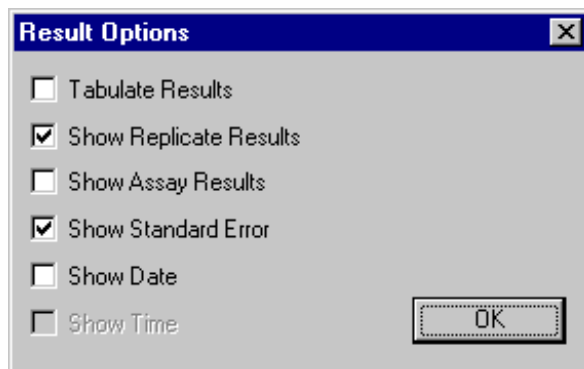 Result Options
Tabulate Results
Show Replicate Results
Show Assay Results
Show Standard Error
Show Date
Show Time
OK